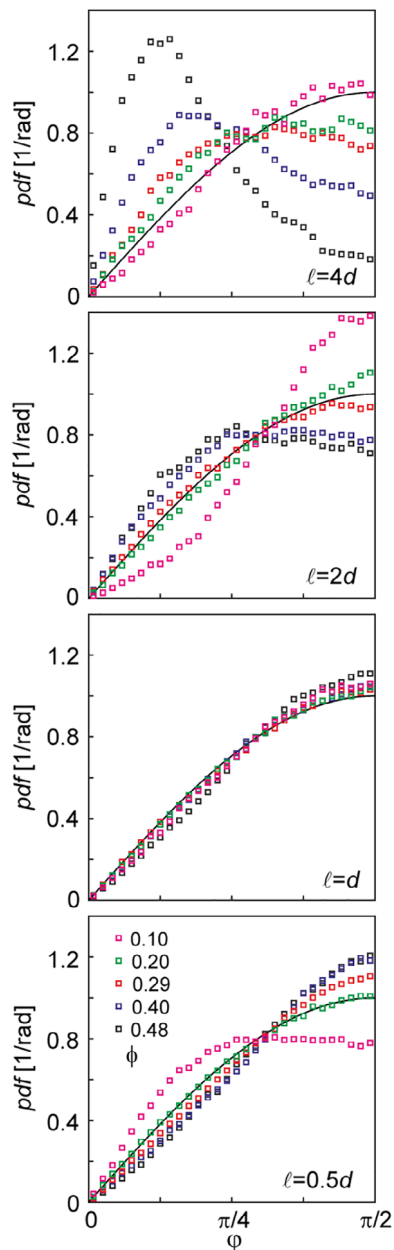 1.2
0.8
0.4
0
pdf [1/rad]
ℓ=4d
1.2
0.8
0.4
0
pdf [1/rad]
ℓ=2d
1.2
0.8
0.4
0
pdf [1/rad]
ℓ=d
1.2
0.8
0.4
0
pdf [1/rad]
0.10
0.20
0.29
0.40
0.48
ϕ
ℓ=0.5d
0 π/4 π/2
φ